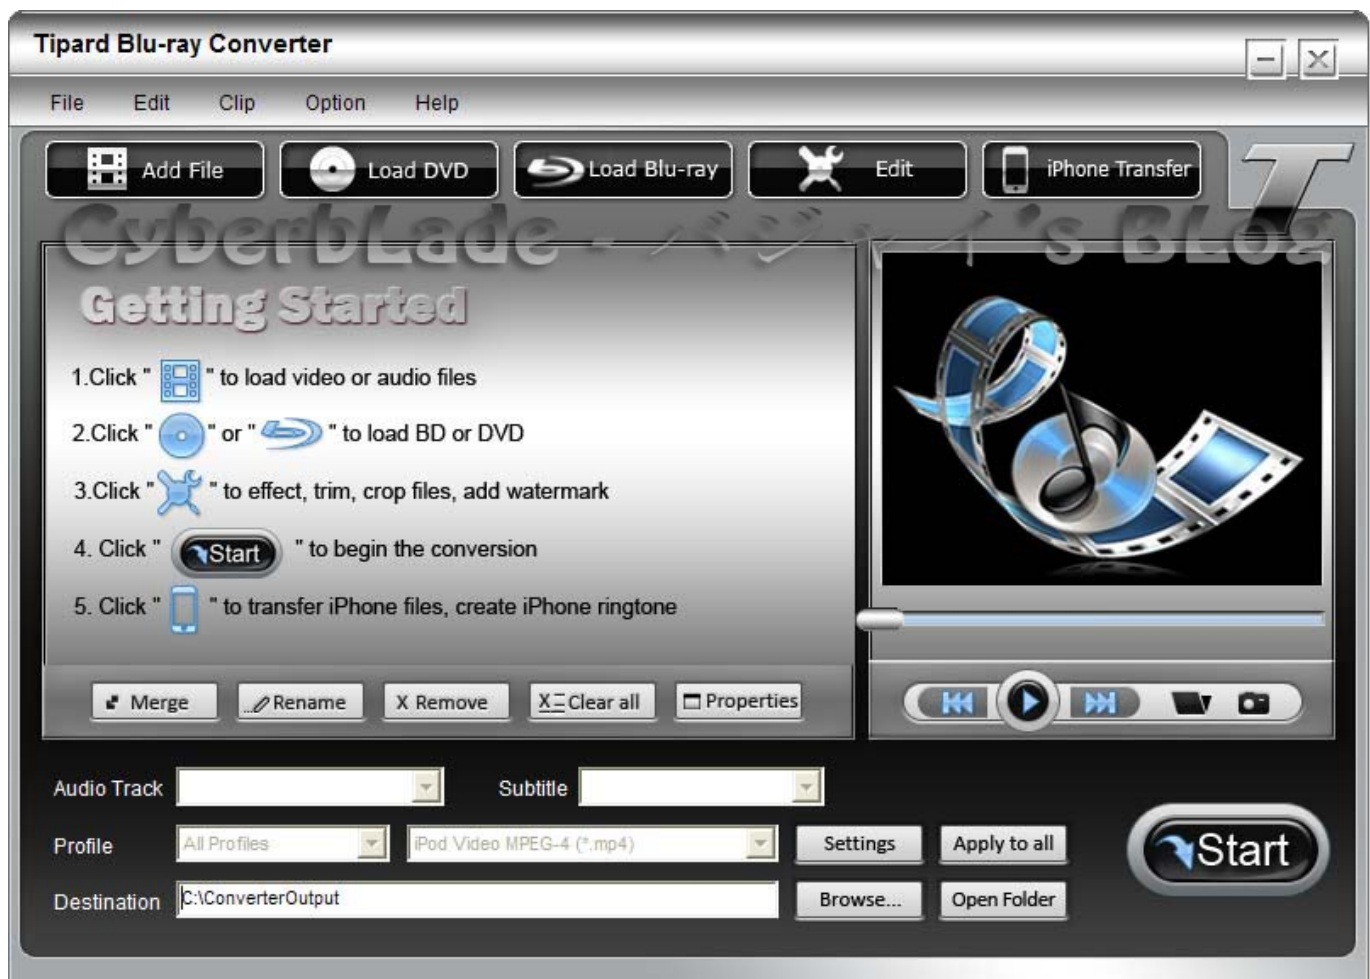 Tipard Blu-ray Converter
File Edit Clip Option Help
Add File Load DVD Load Blu-ray Edit iPhone Transfer
CyberbLade - バジャイ's BLog
Getting Started
1.Click " " to load video or audio files
2.Click " " or " " to load BD or DVD
3.Click " " to effect, trim, crop files, add watermark
4. Click " Start " to begin the conversion
5. Click " " to transfer iPhone files, create iPhone ringtone
Merge ...Rename X Remove X Clear all Properties
Audio Track Subtitle
Profile All Profiles iPod Video MPEG-4 (*.mp4) Settings Apply to all
Start
Destination C:\ConverterOutput Browse... Open Folder